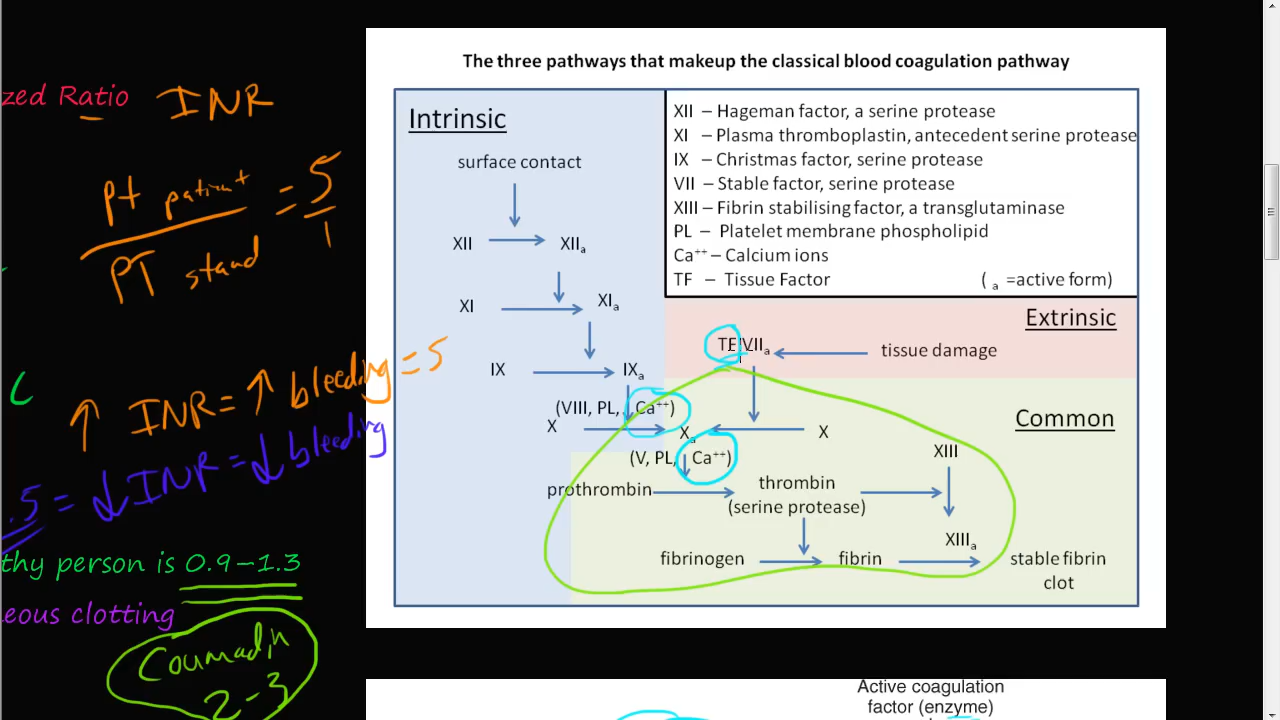 zed Ratio INR
Pt patient = 5
PT stand 1
↑ INR = ↑ bleeding = 5
.5 = ↓ INR = ↓ bleeding
thy person is 0.9–1.3
eous clotting
Coumadin
2-3
The three pathways that makeup the classical blood coagulation pathway
Intrinsic
surface contact
XII XIIₐ
XI XIₐ
IX IXₐ
(VIII, PL, Ca⁺⁺)
X Xₐ X
(V, PL, Ca⁺⁺)
XII – Hageman factor, a serine protease
XI – Plasma thromboplastin, antecedent serine protease
IX – Christmas factor, serine protease
VII – Stable factor, serine protease
XIII – Fibrin stabilising factor, a transglutaminase
PL – Platelet membrane phospholipid
Ca⁺⁺ – Calcium ions
TF – Tissue Factor ( ₐ =active form)
Extrinsic
TF VIIₐ tissue damage
Common
XIII
prothrombin thrombin
(serine protease)
XIIIₐ
fibrinogen fibrin stable fibrin
clot
Active coagulation
factor (enzyme)